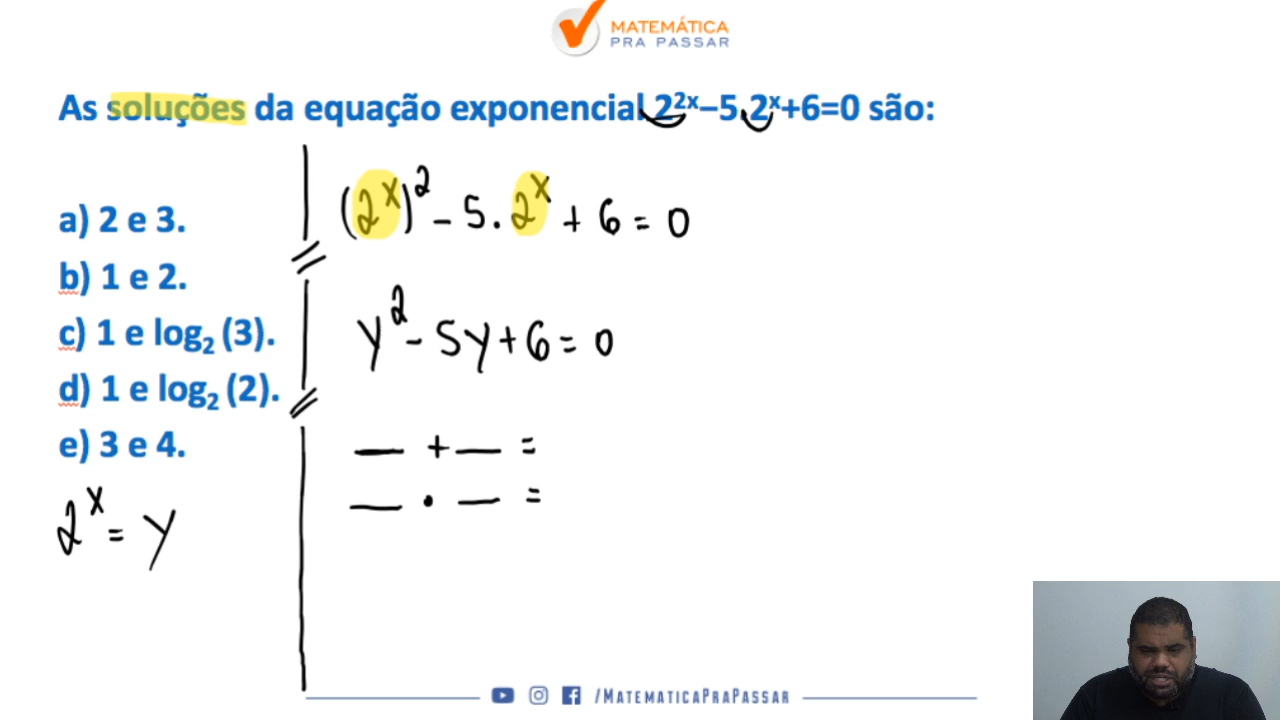 MATEMÁTICA
PRA PASSAR
As soluções da equação exponencial 2²ˣ–5.2ˣ+6=0 são:
a) 2 e 3.
b) 1 e 2.
c) 1 e log₂ (3).
d) 1 e log₂ (2).
e) 3 e 4.
2ˣ = y
(2ˣ)² - 5 . 2ˣ + 6 = 0
y² - 5y + 6 = 0
__ + __ =
__ . __ =
/MATEMATICAPRAPASSAR